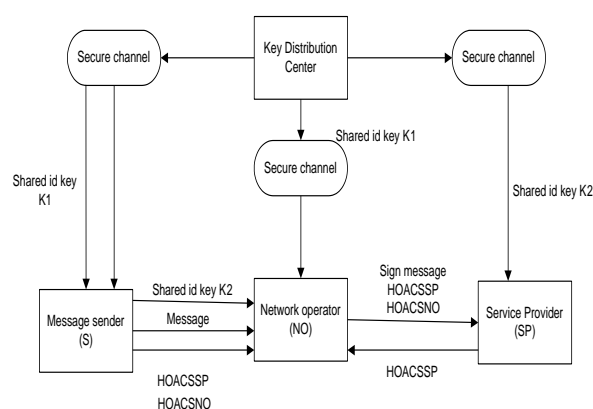 Secure channel
Key Distribution
Center
Secure channel
Shared id key K1
Secure channel
Shared id key
K1
Shared id key K2
Sign message
HOACSSP
HOACSNO
Shared id key K2
Message
Message sender
(S)
Network operator
(NO)
Service Provider
(SP)
HOACSSP
HOACSNO
HOACSSP